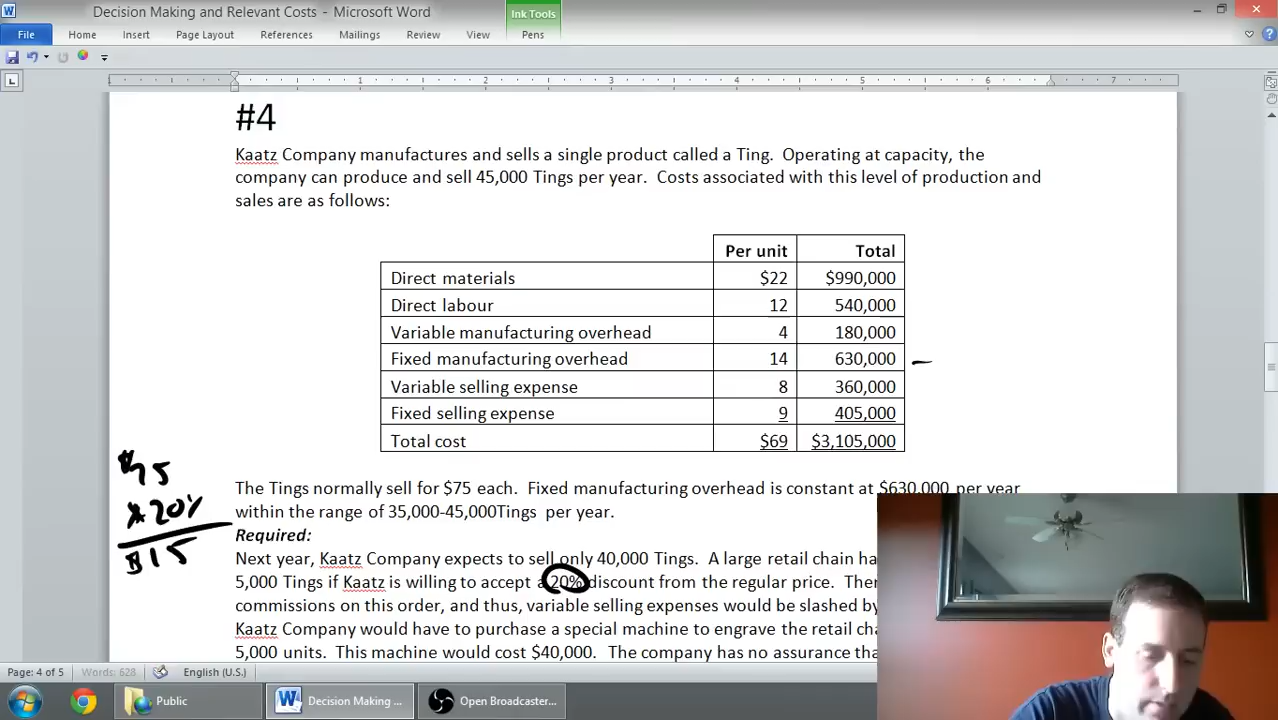 Decision Making and Relevant Costs - Microsoft Word
Ink Tools
File Home Insert Page Layout References Mailings Review View Pens
1 1 2 3 4 5 6 7
#4
Kaatz Company manufactures and sells a single product called a Ting. Operating at capacity, the
company can produce and sell 45,000 Tings per year. Costs associated with this level of production and
sales are as follows:
Per unit Total
Direct materials $22 $990,000
Direct labour 12 540,000
Variable manufacturing overhead 4 180,000
Fixed manufacturing overhead 14 630,000
Variable selling expense 8 360,000
Fixed selling expense 9 405,000
Total cost $69 $3,105,000
$75
x 20%
$15
The Tings normally sell for $75 each. Fixed manufacturing overhead is constant at $630,000 per year
within the range of 35,000-45,000Tings per year.
Required:
Next year, Kaatz Company expects to sell only 40,000 Tings. A large retail chain ha
5,000 Tings if Kaatz is willing to accept a 20% discount from the regular price. Ther
commissions on this order, and thus, variable selling expenses would be slashed by
Kaatz Company would have to purchase a special machine to engrave the retail cha
5,000 units. This machine would cost $40,000. The company has no assurance tha
Page: 4 of 5 Words: 628 English (U.S.)
Public Decision Making ... Open Broadcaster...